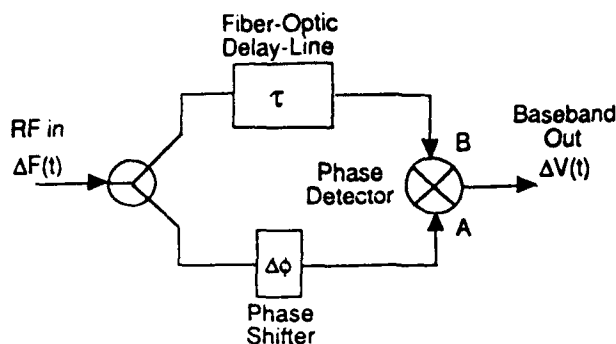 Fiber-Optic
Delay-Line
τ
RF in
ΔF(t)
B
Phase
Detector
Baseband
Out
ΔV(t)
A
Δϕ
Phase
Shifter